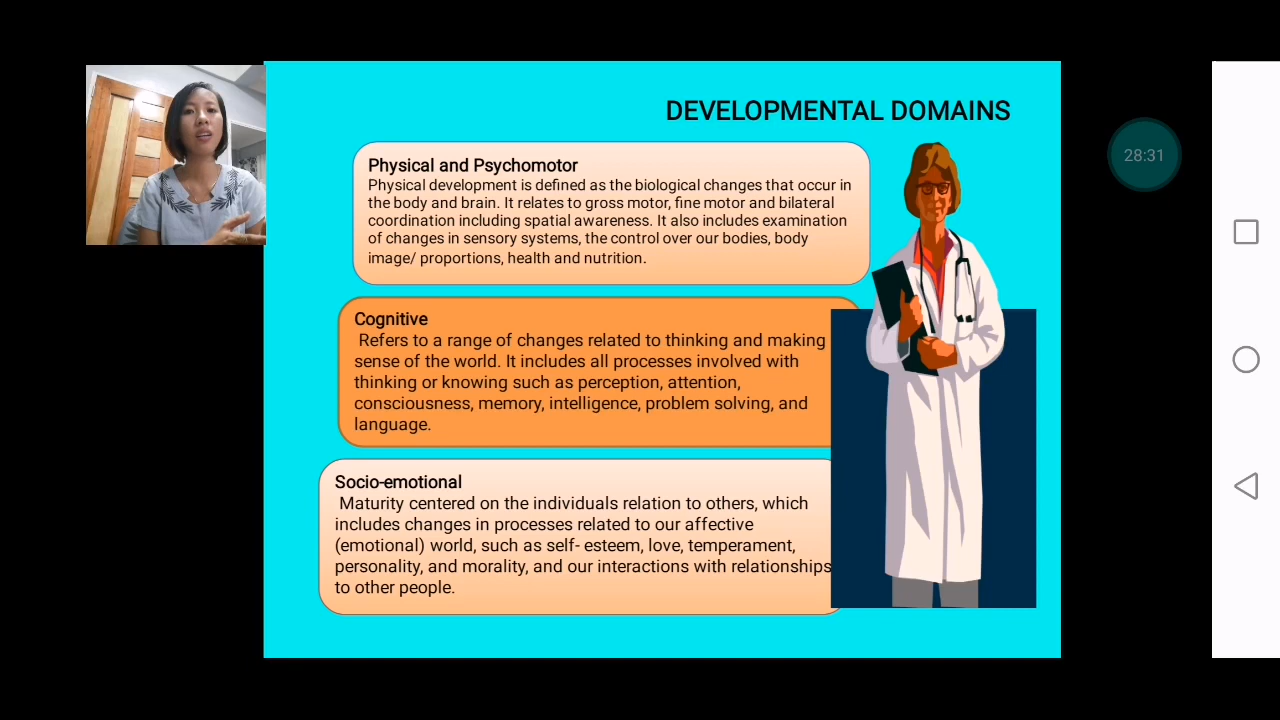 DEVELOPMENTAL DOMAINS
Physical and Psychomotor
Physical development is defined as the biological changes that occur in
the body and brain. It relates to gross motor, fine motor and bilateral
coordination including spatial awareness. It also includes examination
of changes in sensory systems, the control over our bodies, body
image/ proportions, health and nutrition.
28:31
Cognitive
Refers to a range of changes related to thinking and making
sense of the world. It includes all processes involved with
thinking or knowing such as perception, attention,
consciousness, memory, intelligence, problem solving, and
language.
Socio-emotional
Maturity centered on the individuals relation to others, which
includes changes in processes related to our affective
(emotional) world, such as self- esteem, love, temperament,
personality, and morality, and our interactions with relationships
to other people.